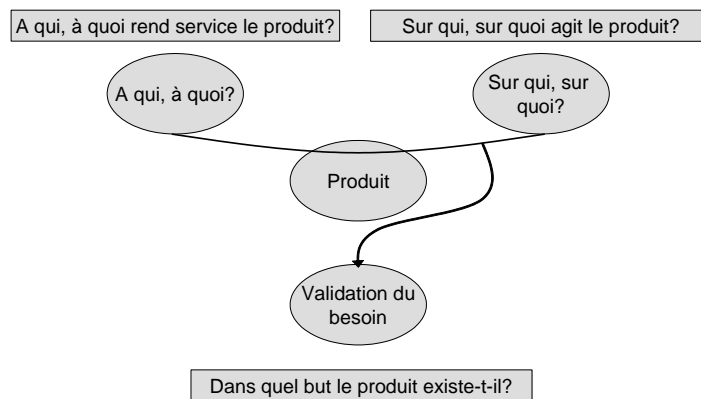 A qui, à quoi rend service le produit?
Sur qui, sur quoi agit le produit?
A qui, à quoi?
Sur qui, sur
quoi?
Produit
Validation du
besoin
Dans quel but le produit existe-t-il?